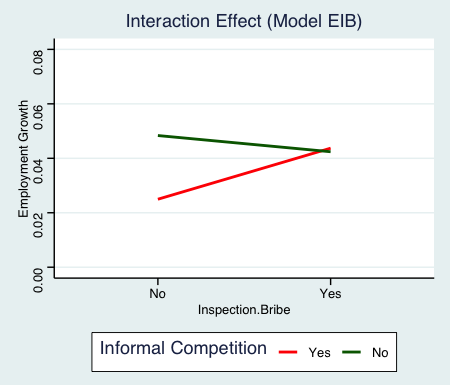 Interaction Effect (Model EIB)
Employment Growth
0.08
0.06
0.04
0.02
0.00
No Yes
Inspection.Bribe
Informal Competition Yes No